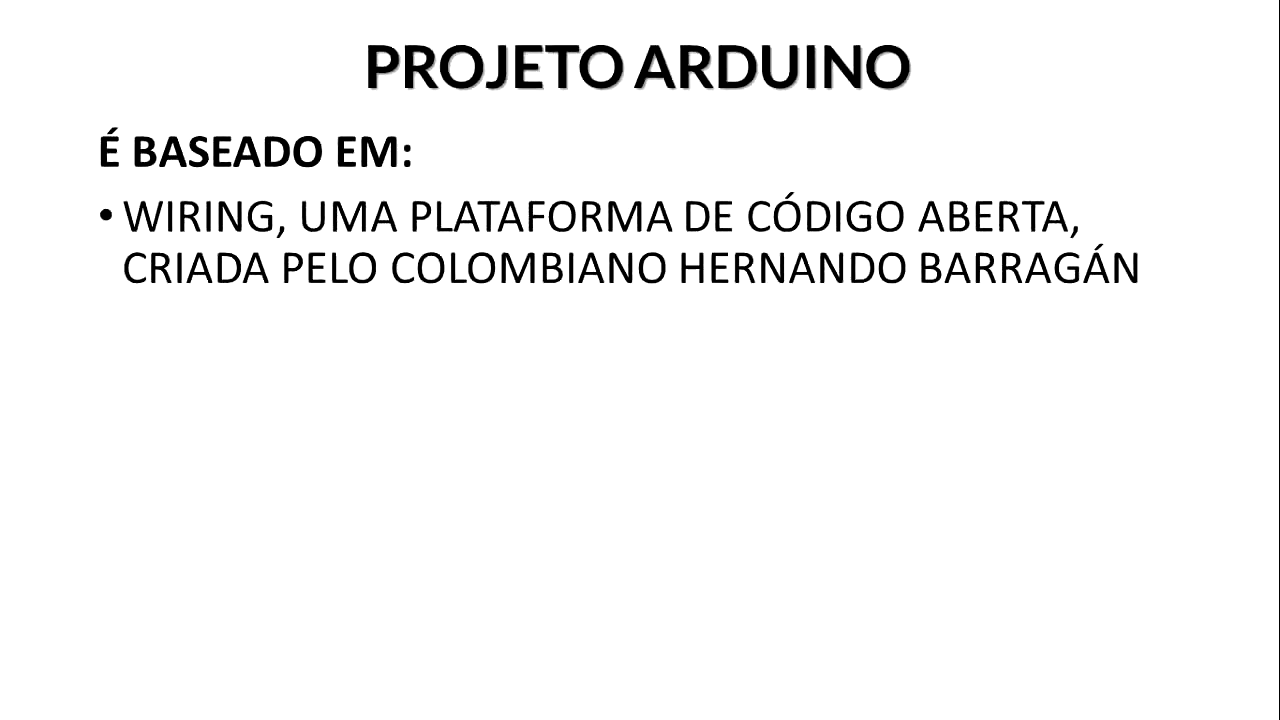 PROJETO ARDUINO
É BASEADO EM:
• WIRING, UMA PLATAFORMA DE CÓDIGO ABERTA,
CRIADA PELO COLOMBIANO HERNANDO BARRAGÁN